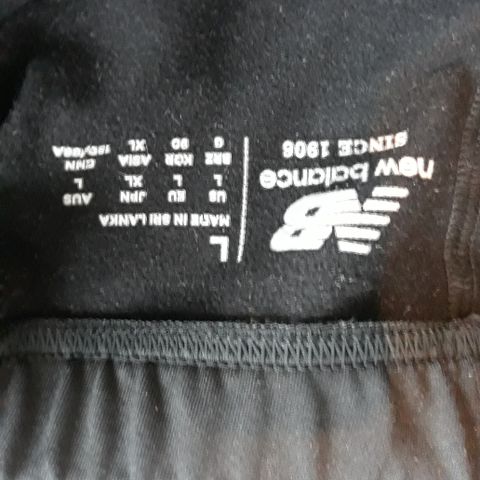 new balance
SINCE 1906
L
MADE IN SRI LANKA
US EU JPN AUS
L L XL L
BRZ KOR ASIA CHN
G 90 XL